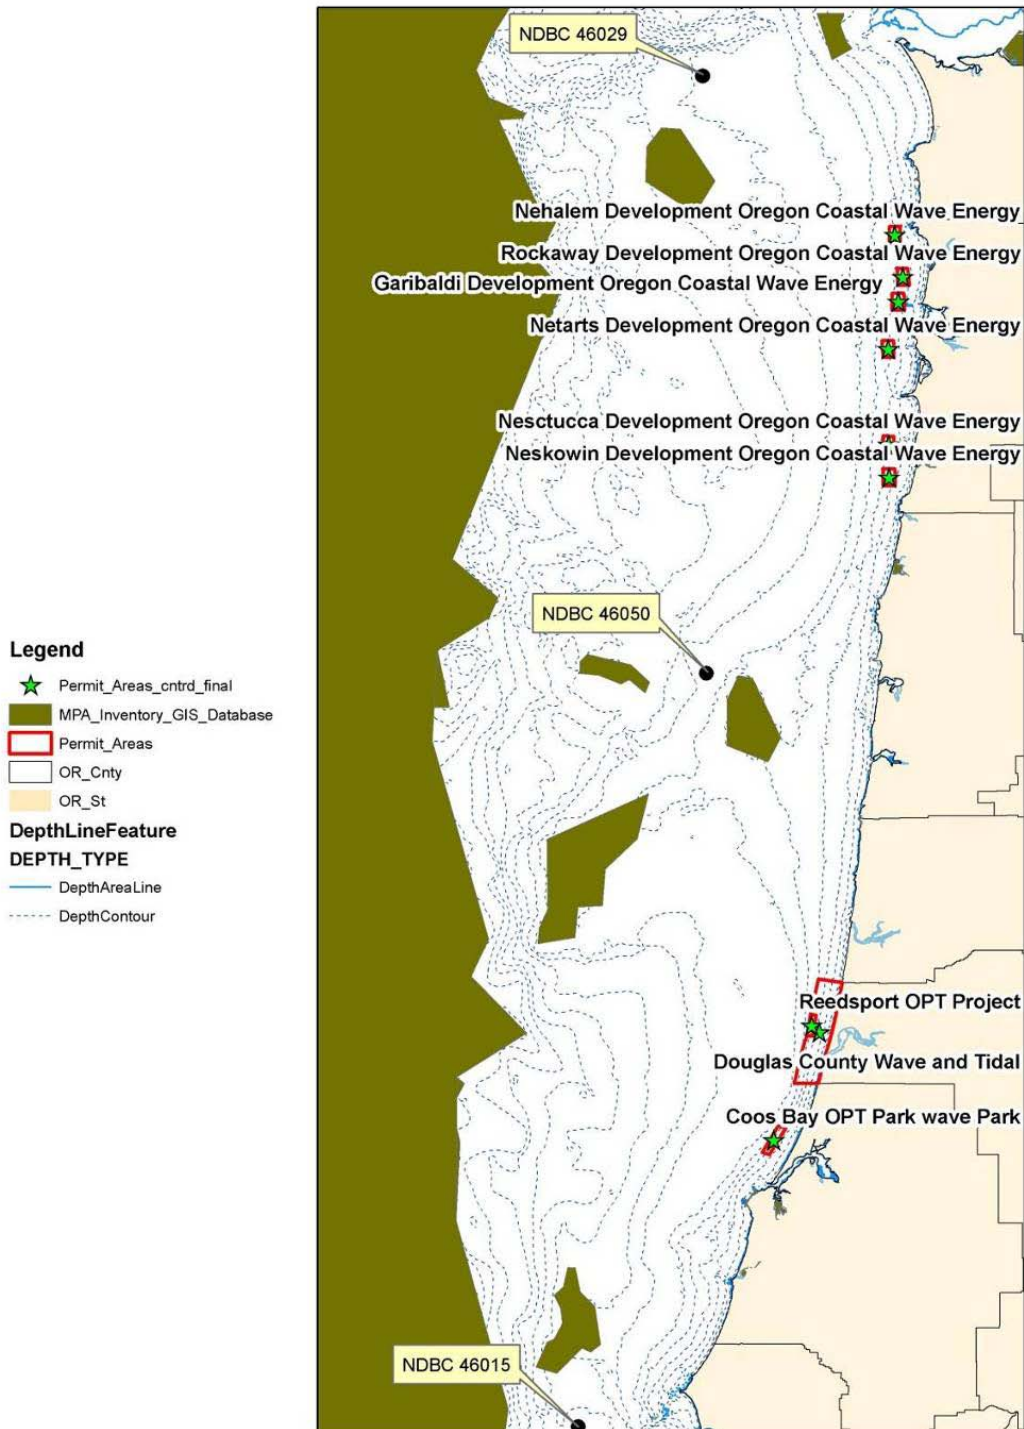 NDBC 46029
Nehalem Development Oregon Coastal Wave Energy
Rockaway Development Oregon Coastal Wave Energy
Garibaldi Development Oregon Coastal Wave Energy
Netarts Development Oregon Coastal Wave Energy
Nesctucca Development Oregon Coastal Wave Energy
Neskowin Development Oregon Coastal Wave Energy
NDBC 46050
Legend
Permit_Areas_cntrd_final
MPA_Inventory_GIS_Database
Permit_Areas
OR_Cnty
OR_St
DepthLineFeature
DEPTH_TYPE
DepthAreaLine
DepthContour
Reedsport OPT Project
Douglas County Wave and Tidal
Coos Bay OPT Park wave Park
NDBC 46015